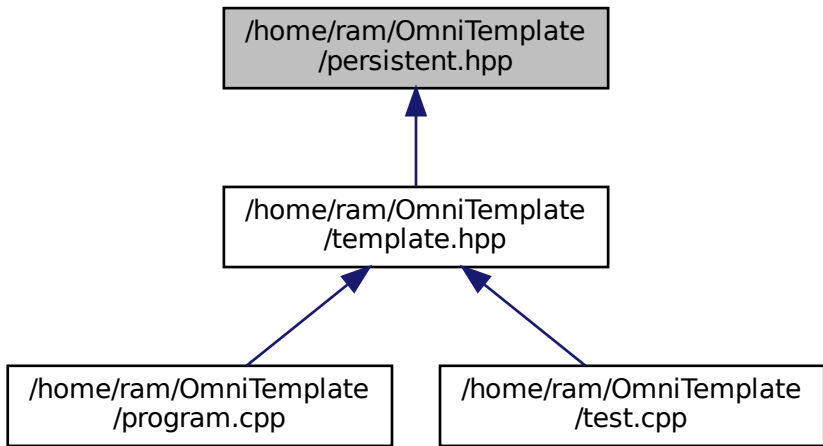 /home/ram/OmniTemplate
/persistent.hpp
/home/ram/OmniTemplate
/template.hpp
/home/ram/OmniTemplate
/program.cpp
/home/ram/OmniTemplate
/test.cpp